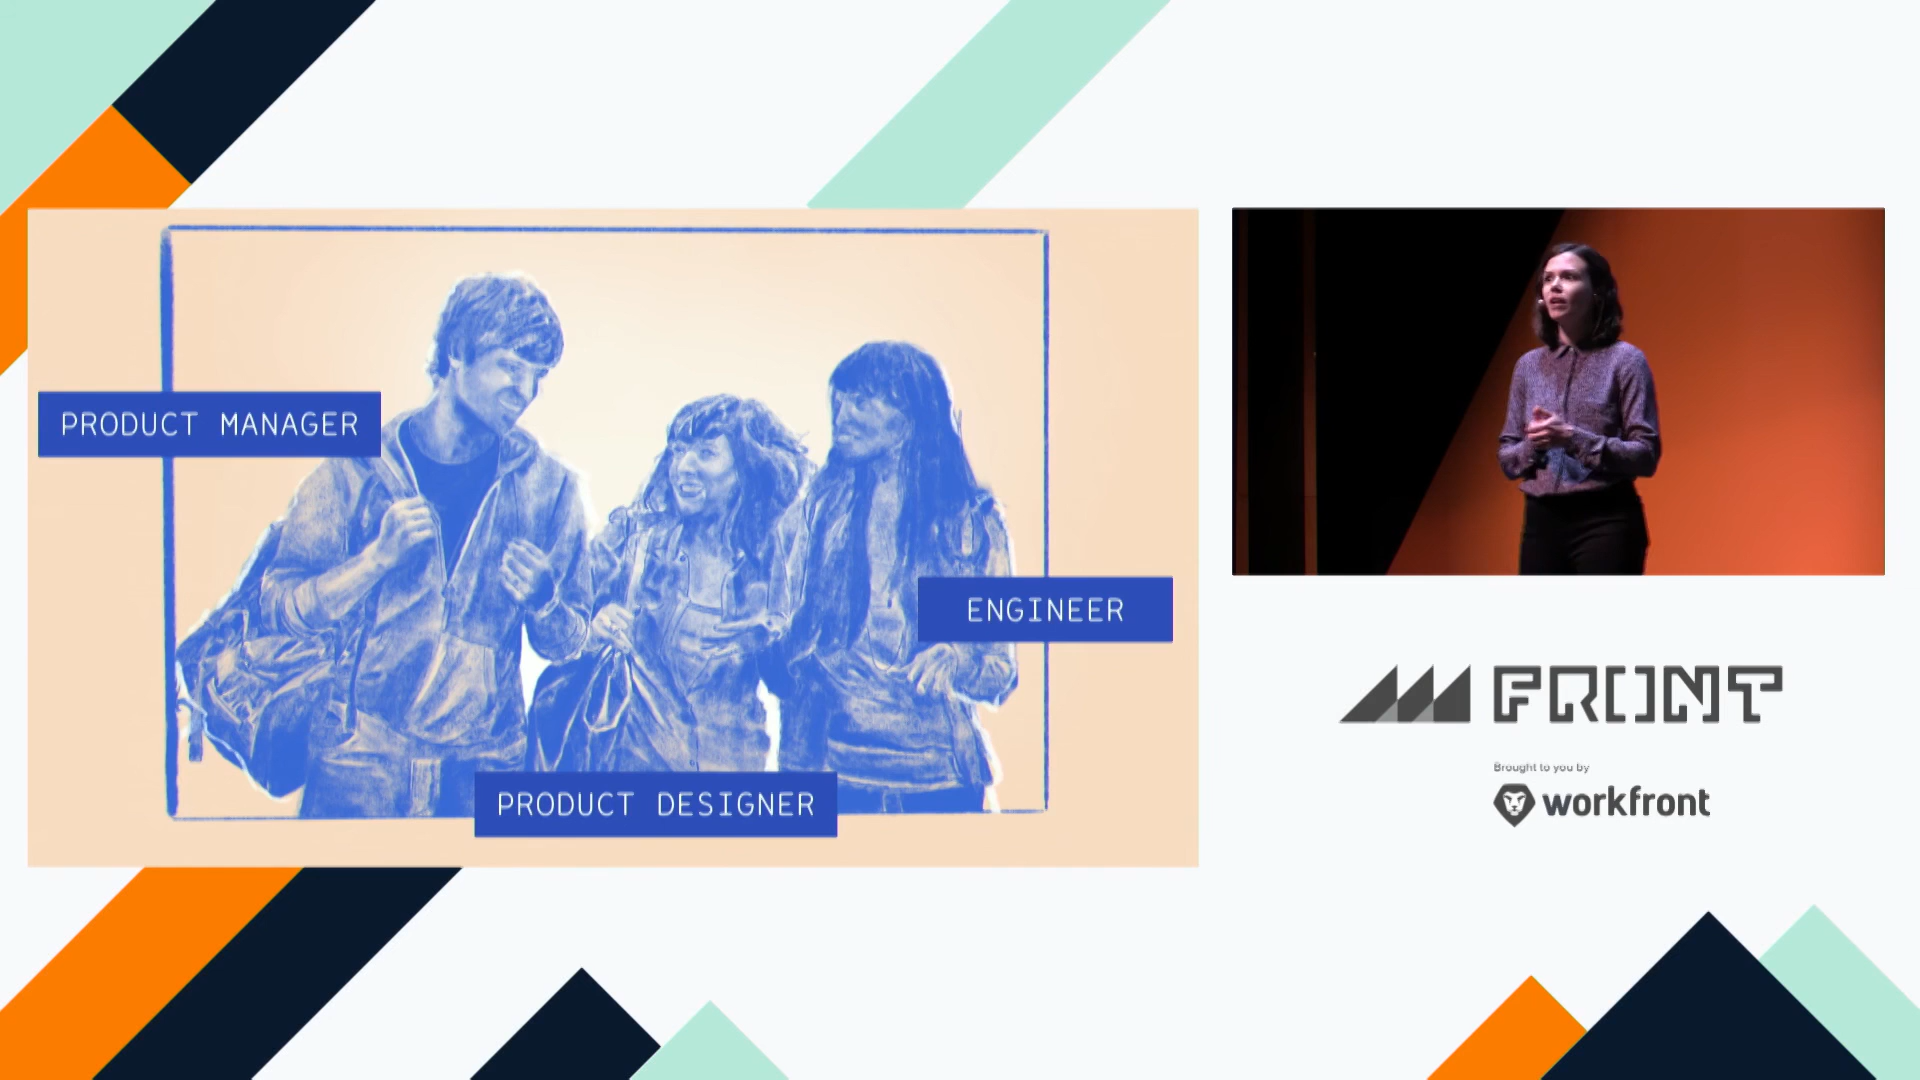 PRODUCT MANAGER
ENGINEER
PRODUCT DESIGNER
FRONT
Brought to you by
workfront